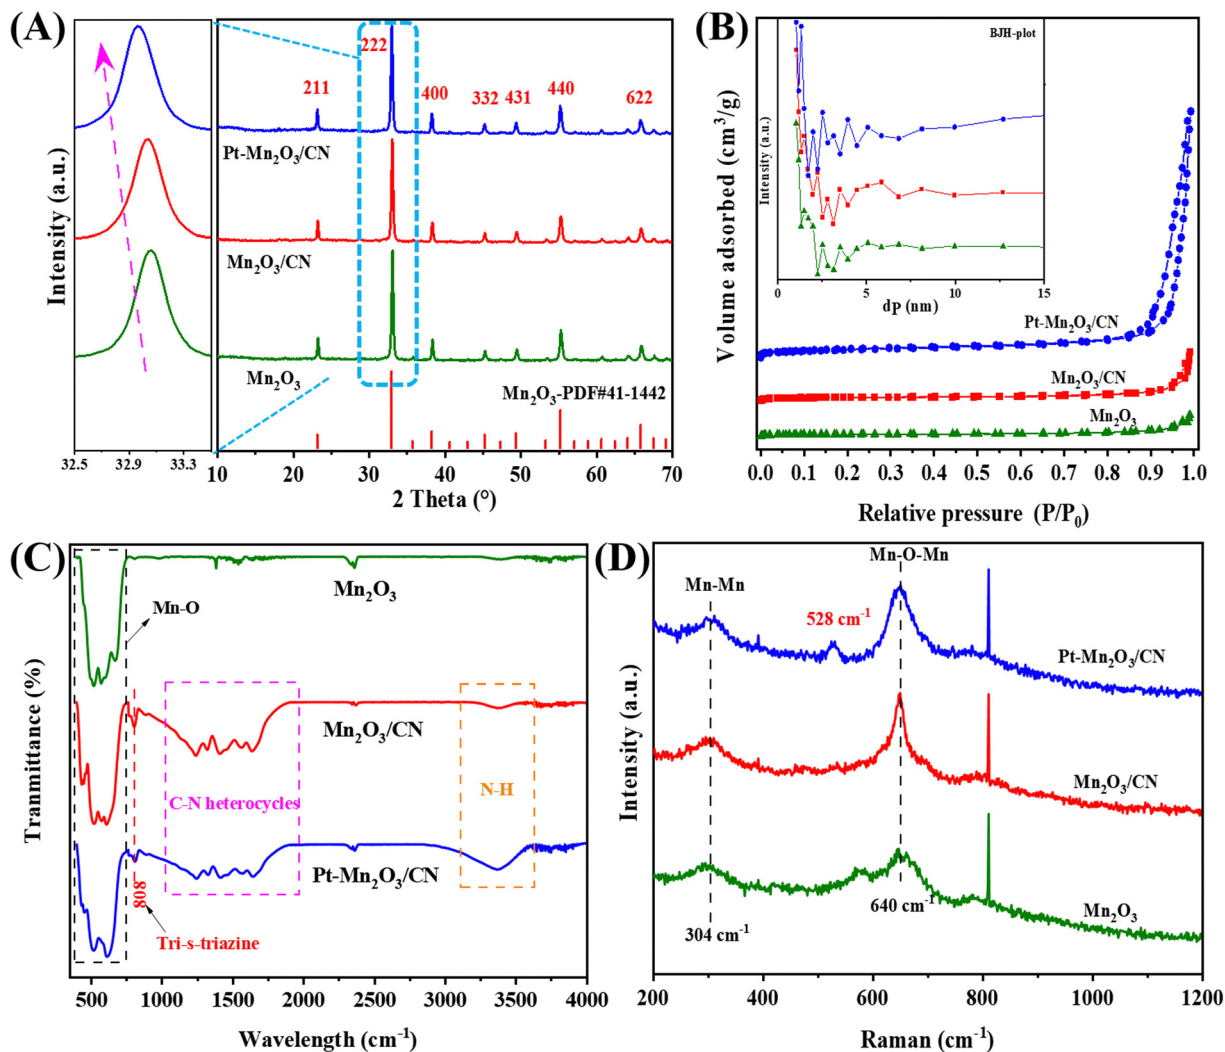 (A)
222
211
400
332
431
440
622
Pt-Mn₂O₃/CN
Mn₂O₃/CN
Mn₂O₃
Mn₂O₃-PDF#41-1442
Intensity (a.u.)
32.5 32.9 33.3
10 20 30 40 50 60 70
2 Theta (°)
(B)
BJH-plot
Intensity (a.u.)
0 5 10 15
dP (nm)
Pt-Mn₂O₃/CN
Mn₂O₃/CN
Mn₂O₃
Volume adsorbed (cm³/g)
0.0 0.1 0.2 0.3 0.4 0.5 0.6 0.7 0.8 0.9 1.0
Relative pressure (P/P₀)
(C)
Mn₂O₃
Mn-O
Mn₂O₃/CN
C-N heterocycles
N-H
Pt-Mn₂O₃/CN
808
Tri-s-triazine
Tranmittance (%)
500 1000 1500 2000 2500 3000 3500 4000
Wavelength (cm⁻¹)
(D)
Mn-O-Mn
Mn-Mn
528 cm⁻¹
Pt-Mn₂O₃/CN
Mn₂O₃/CN
640 cm⁻¹
Mn₂O₃
304 cm⁻¹
Intensity (a.u.)
200 400 600 800 1000 1200
Raman (cm⁻¹)